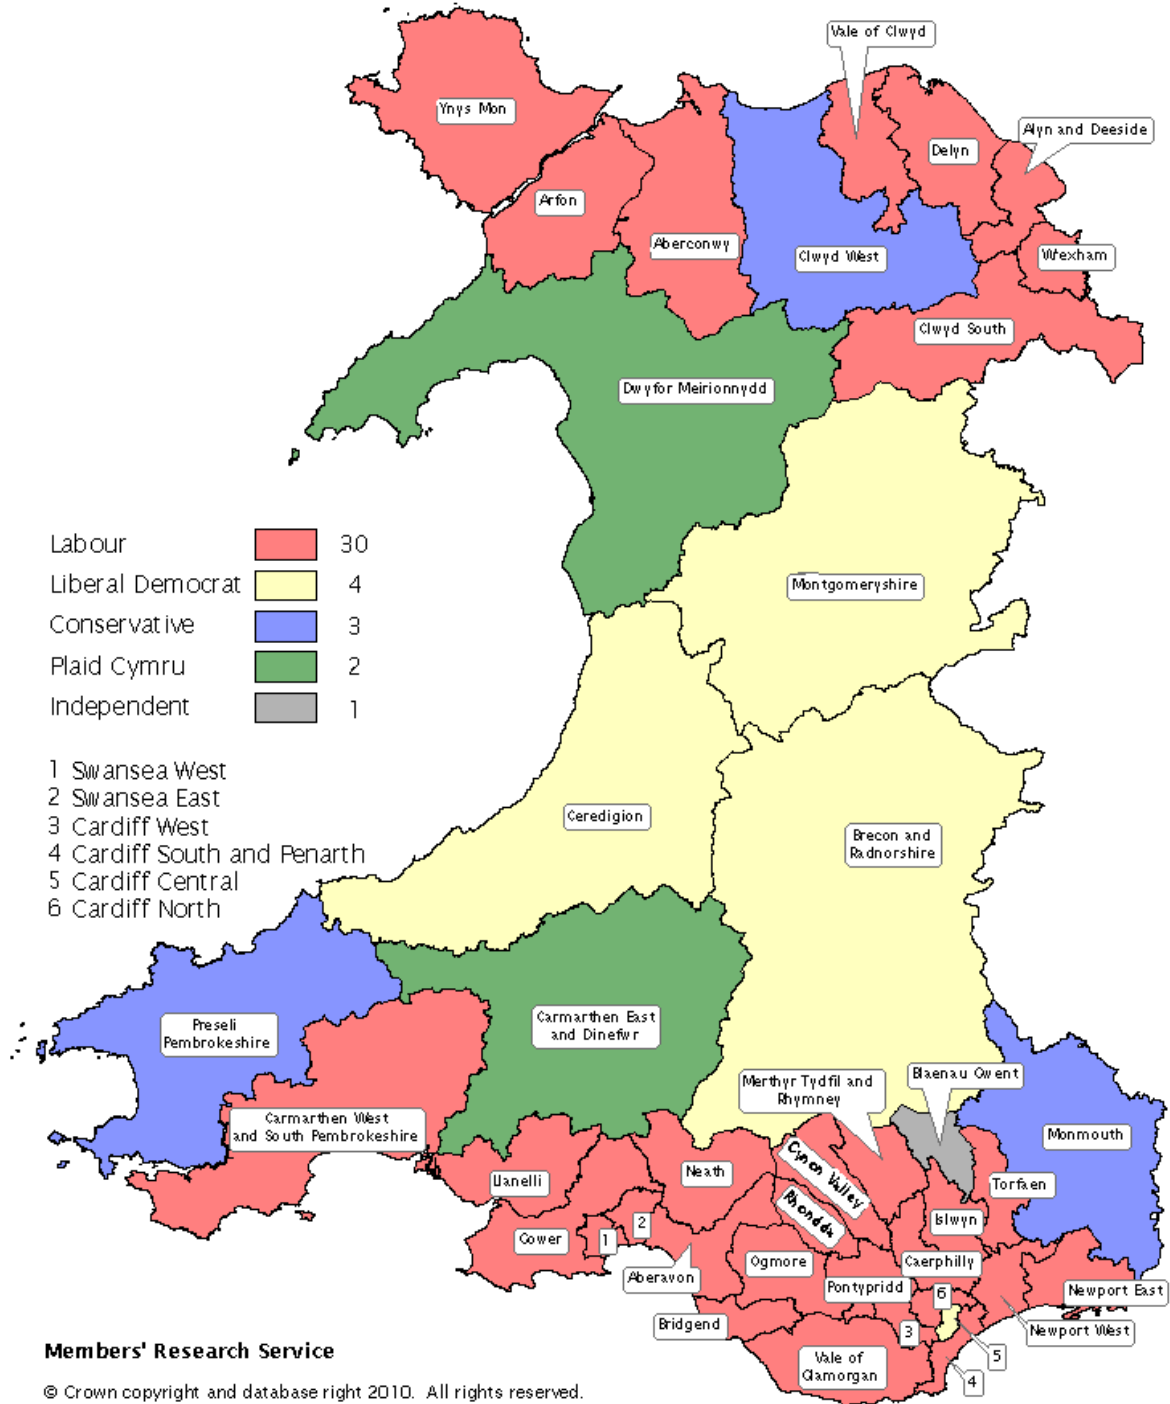 Vale of Clwyd
Ynys Mon
Alyn and Deeside
Delyn
Arfon
Aberconwy
Clwyd West
Wrexham
Clwyd South
Dwyfor Meirionnydd
Labour 30
Liberal Democrat 4
Conservative 3
Plaid Cymru 2
Independent 1
Montgomeryshire
1 Swansea West
2 Swansea East
3 Cardiff West
4 Cardiff South and Penarth
5 Cardiff Central
6 Cardiff North
Ceredigion
Brecon and
Radnorshire
Preseli
Pembrokeshire
Carmarthen East
and Dinefwr
Merthyr Tydfil and
Rhymney
Blaenau Gwent
Carmarthen West
and South Pembrokeshire
Monmouth
Llanelli
Neath
Cynon Valley
Torfaen
Rhondda
Islwyn
Gower
1
2
Ogmore
Caerphilly
Aberavon
Pontypridd
6
Newport East
Bridgend
3
Newport West
Vale of
Glamorgan
5
4
Members' Research Service
© Crown copyright and database right 2010. All rights reserved.